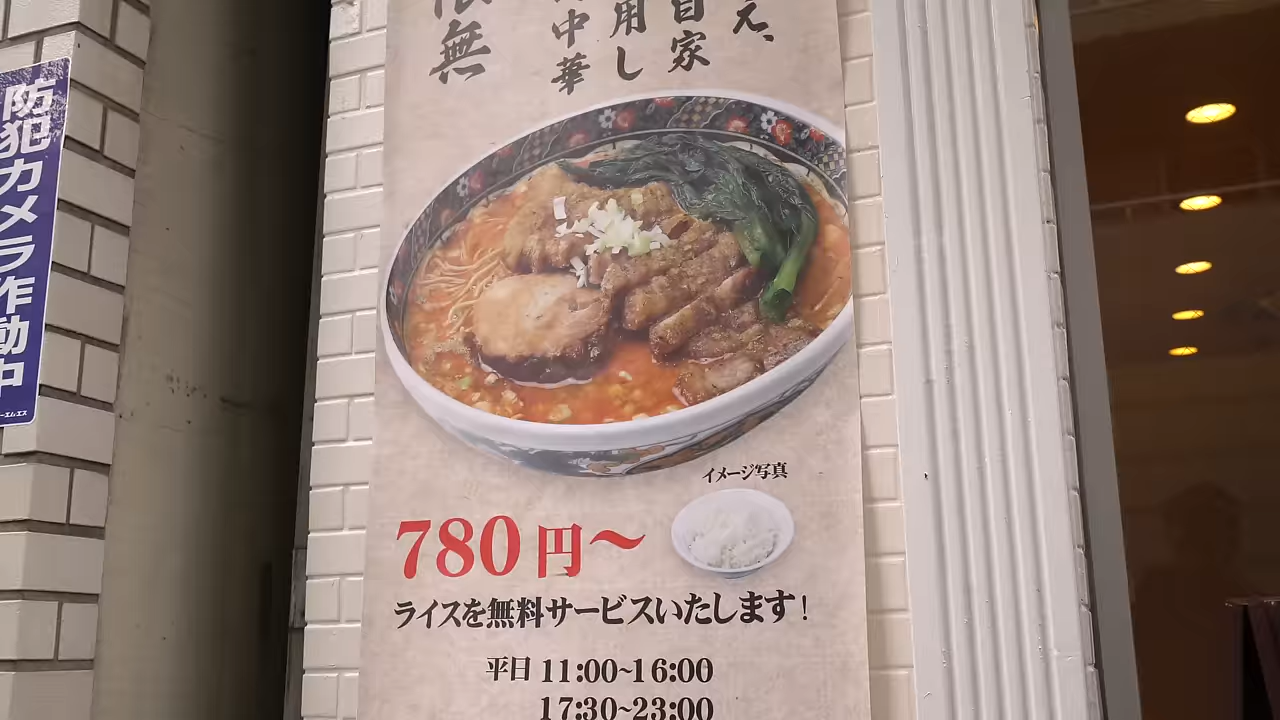 防犯カメラ作動中
え、
自家
用し
中華
無
イメージ写真
780円〜
ライスを無料サービスいたします!
平日 11:00~16:00
17:30~23:00